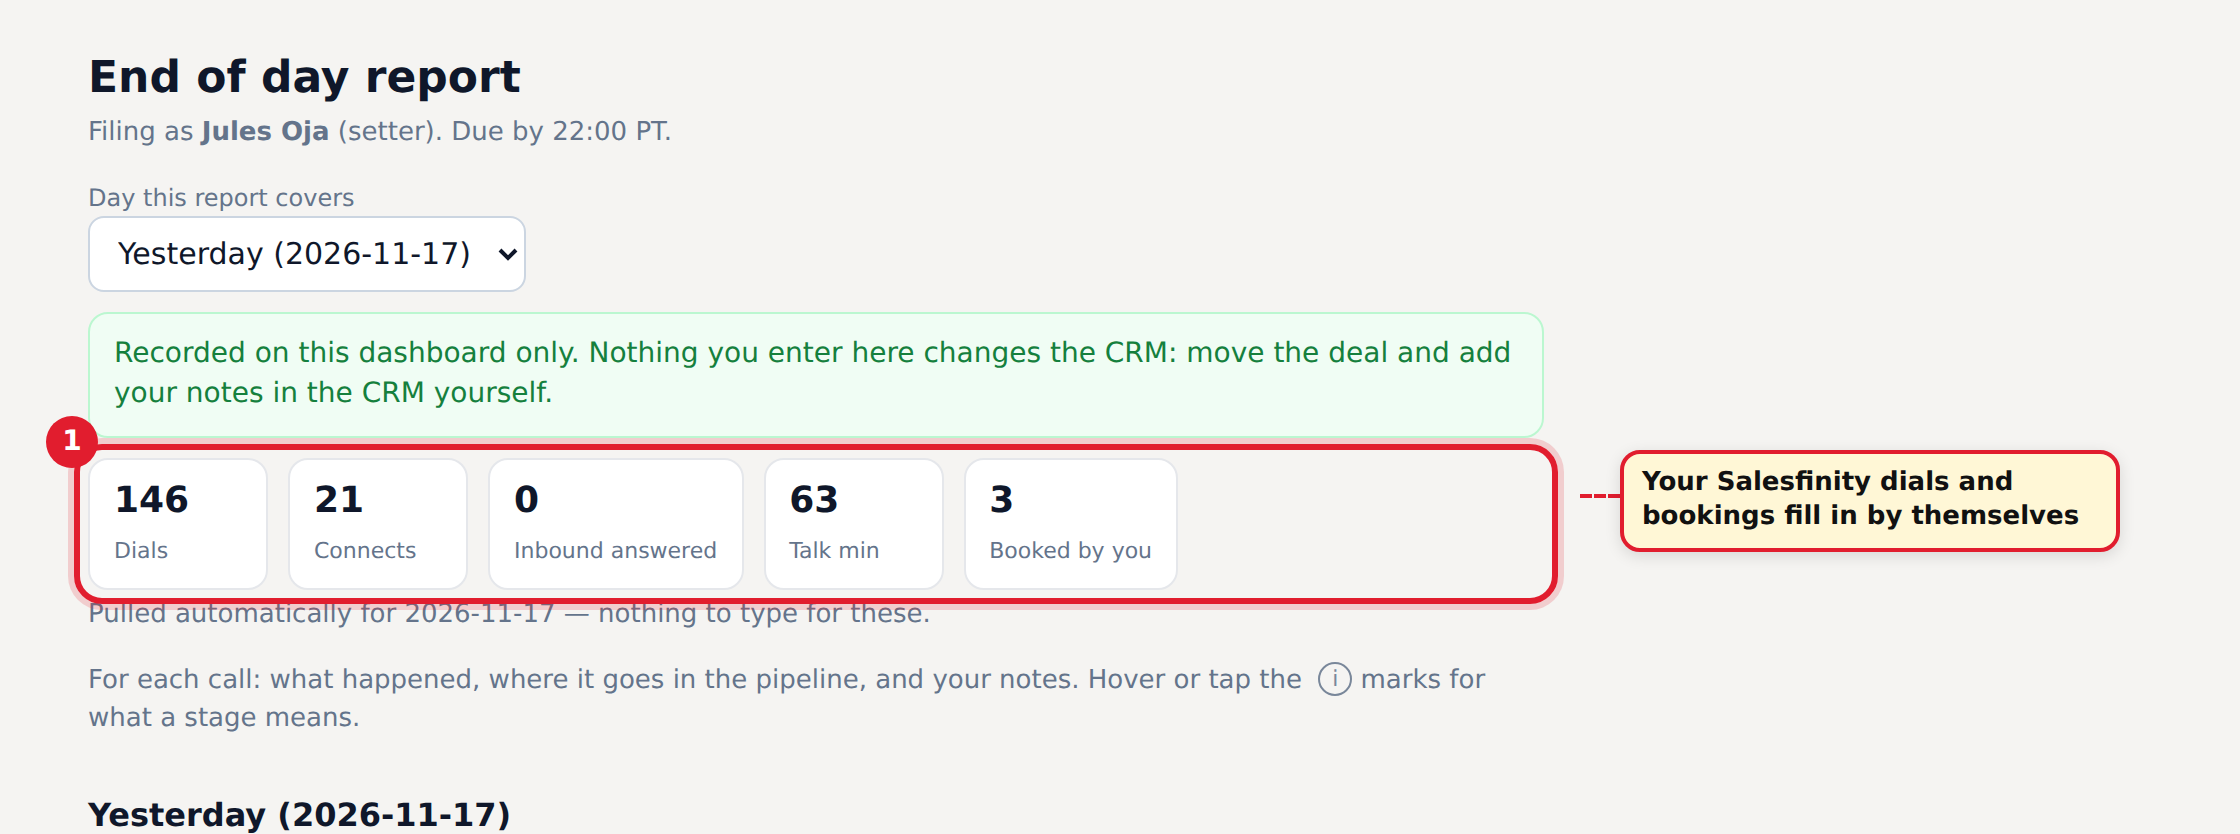 End of day report
Filing as Jules Oja (setter). Due by 22:00 PT.
Day this report covers
Yesterday (2026-11-17)
Recorded on this dashboard only. Nothing you enter here changes the CRM: move the deal and add
your notes in the CRM yourself.
1
146
Dials
21
Connects
0
Inbound answered
63
Talk min
3
Booked by you
Your Salesfinity dials and
bookings fill in by themselves
Pulled automatically for 2026-11-17 — nothing to type for these.
For each call: what happened, where it goes in the pipeline, and your notes. Hover or tap the i marks for
what a stage means.
Yesterday (2026-11-17)